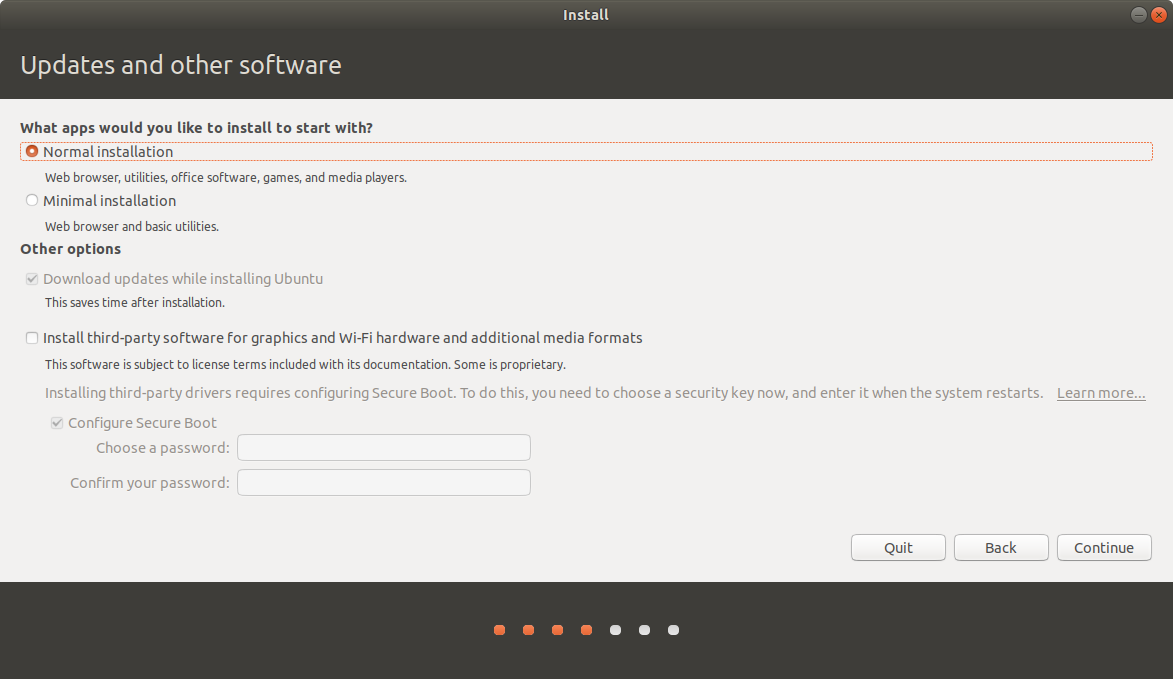 Install
Updates and other software
What apps would you like to install to start with?
Normal installation
Web browser, utilities, office software, games, and media players.
Minimal installation
Web browser and basic utilities.
Other options
Download updates while installing Ubuntu
This saves time after installation.
Install third-party software for graphics and Wi-Fi hardware and additional media formats
This software is subject to license terms included with its documentation. Some is proprietary.
Installing third-party drivers requires configuring Secure Boot. To do this, you need to choose a security key now, and enter it when the system restarts. Learn more...
Configure Secure Boot
Choose a password:
Confirm your password:
Quit Back Continue